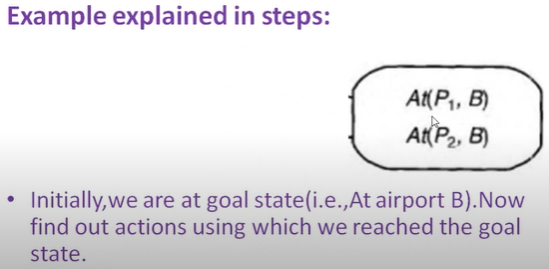 Example explained in steps:
At(P₁, B)
At(P₂, B)
• Initially,we are at goal state(i.e.,At airport B).Now
find out actions using which we reached the goal
state.